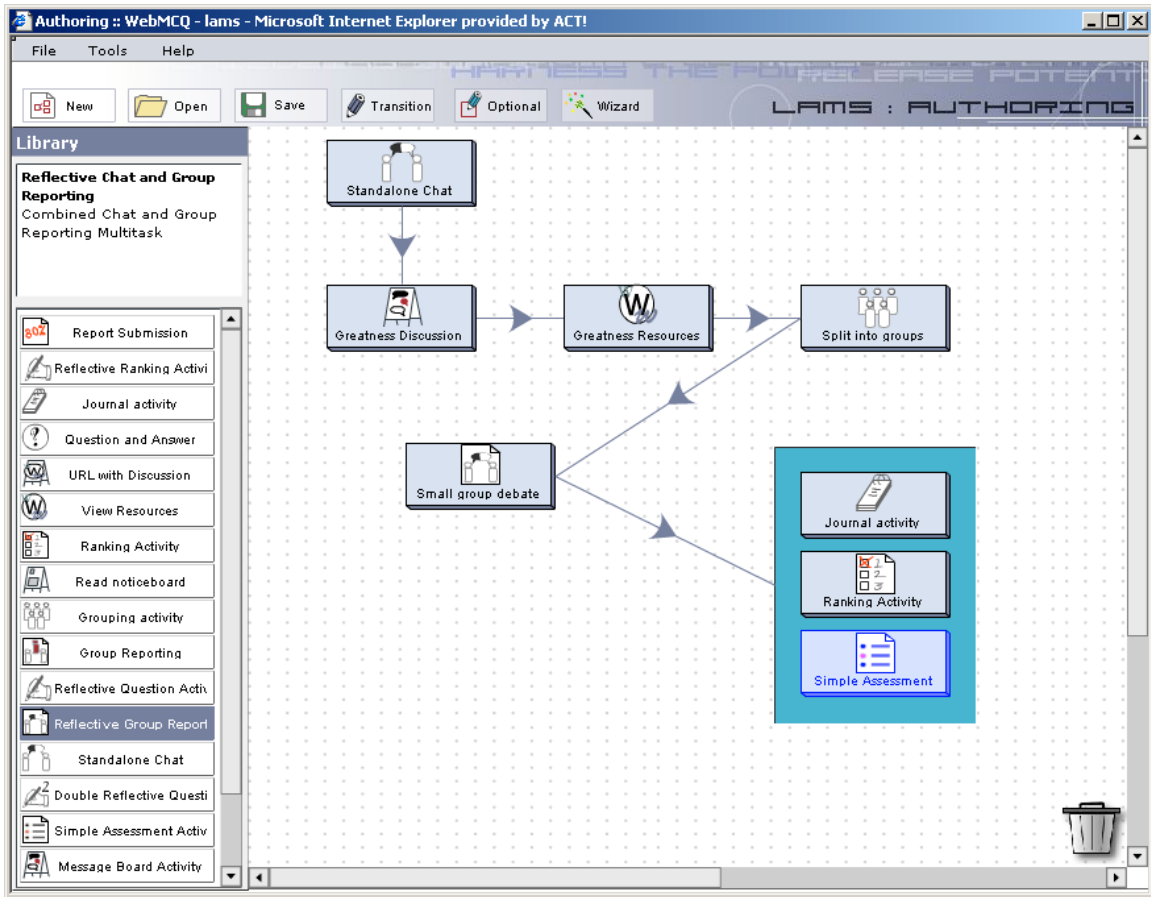 Authoring :: WebMCQ - lams - Microsoft Internet Explorer provided by ACT!
File Tools Help
HARNESS THE
RELEASE POTENT
New Open Save Transition Optional Wizard
LAMS : AUTHORING
Library
Reflective Chat and Group
Reporting
Combined Chat and Group
Reporting Multitask
Report Submission
Reflective Ranking Activi
Journal activity
Question and Answer
URL with Discussion
View Resources
Ranking Activity
Read noticeboard
Grouping activity
Group Reporting
Reflective Question Activ
Reflective Group Report
Standalone Chat
Double Reflective Questi
Simple Assessment Activ
Message Board Activity
Standalone Chat
Greatness Discussion
Greatness Resources
Split into groups
Small group debate
Journal activity
Ranking Activity
Simple Assessment